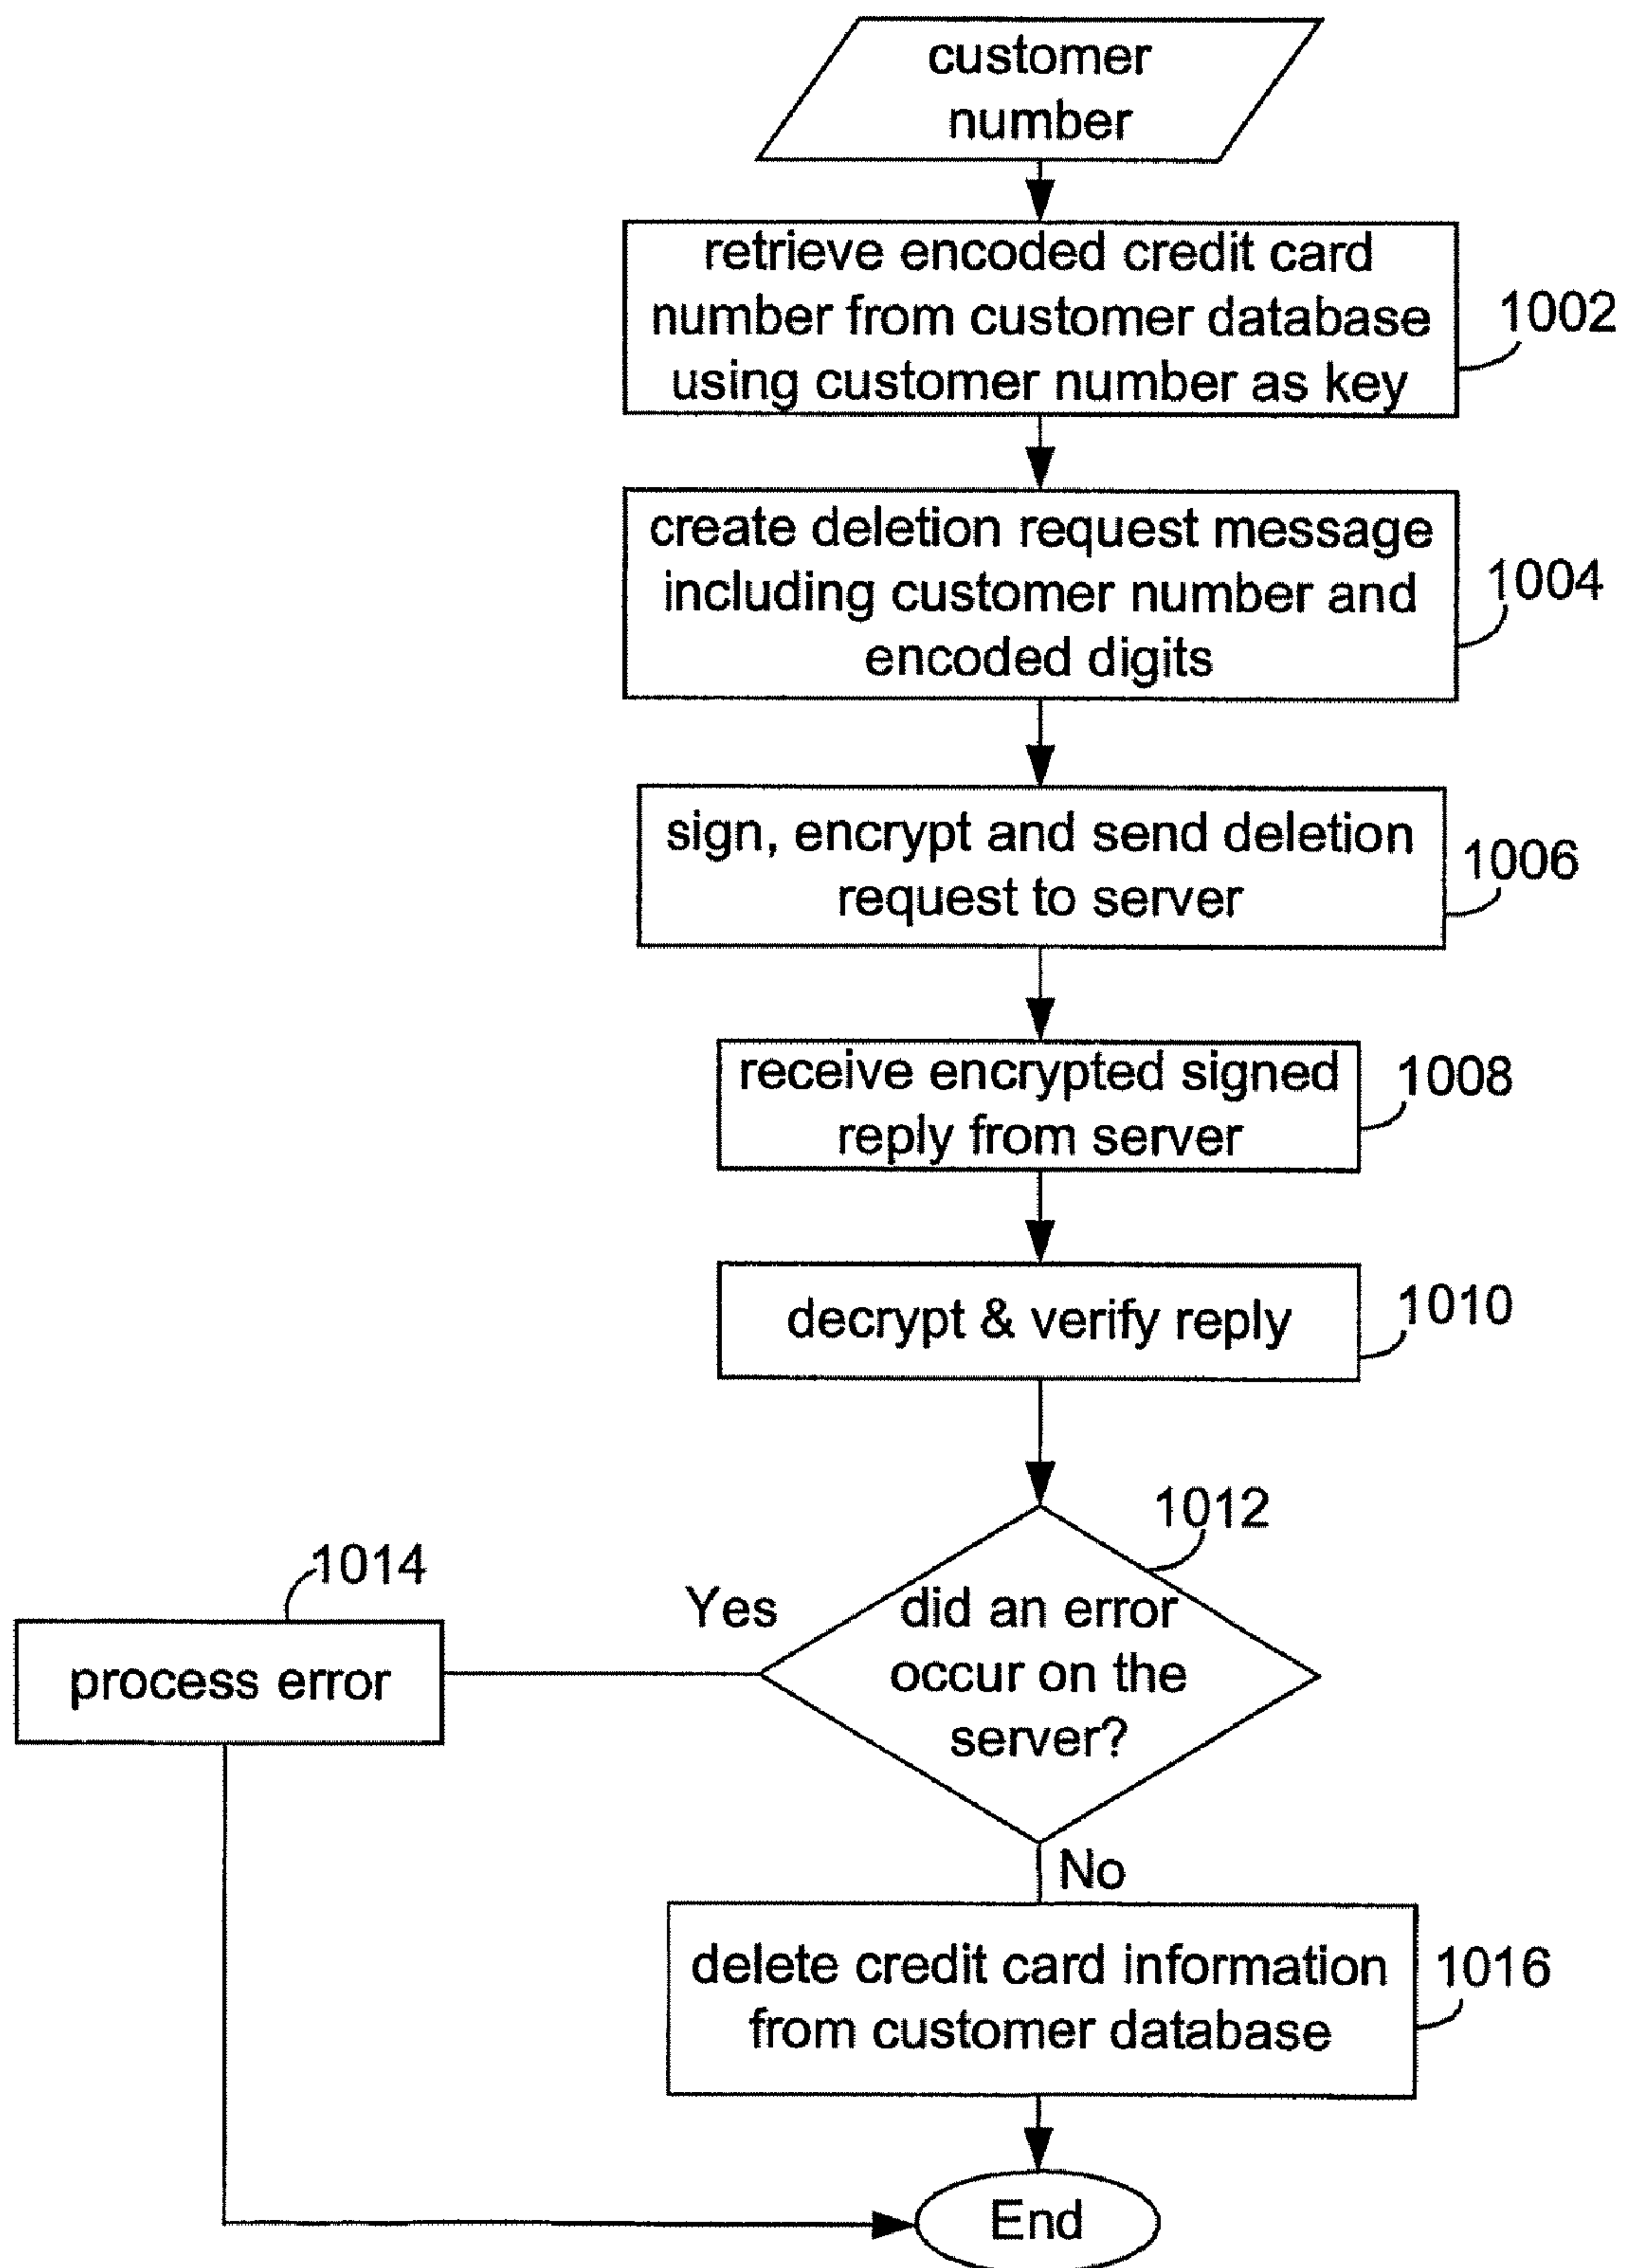 customer
number
retrieve encoded credit card
number from customer database
using customer number as key
1002
create deletion request message
including customer number and
encoded digits
1004
sign, encrypt and send deletion
request to server
1006
receive encrypted signed
reply from server
1008
decrypt & verify reply
1010
1012
did an error
occur on the
server?
Yes
1014
process error
No
delete credit card information
from customer database
1016
End